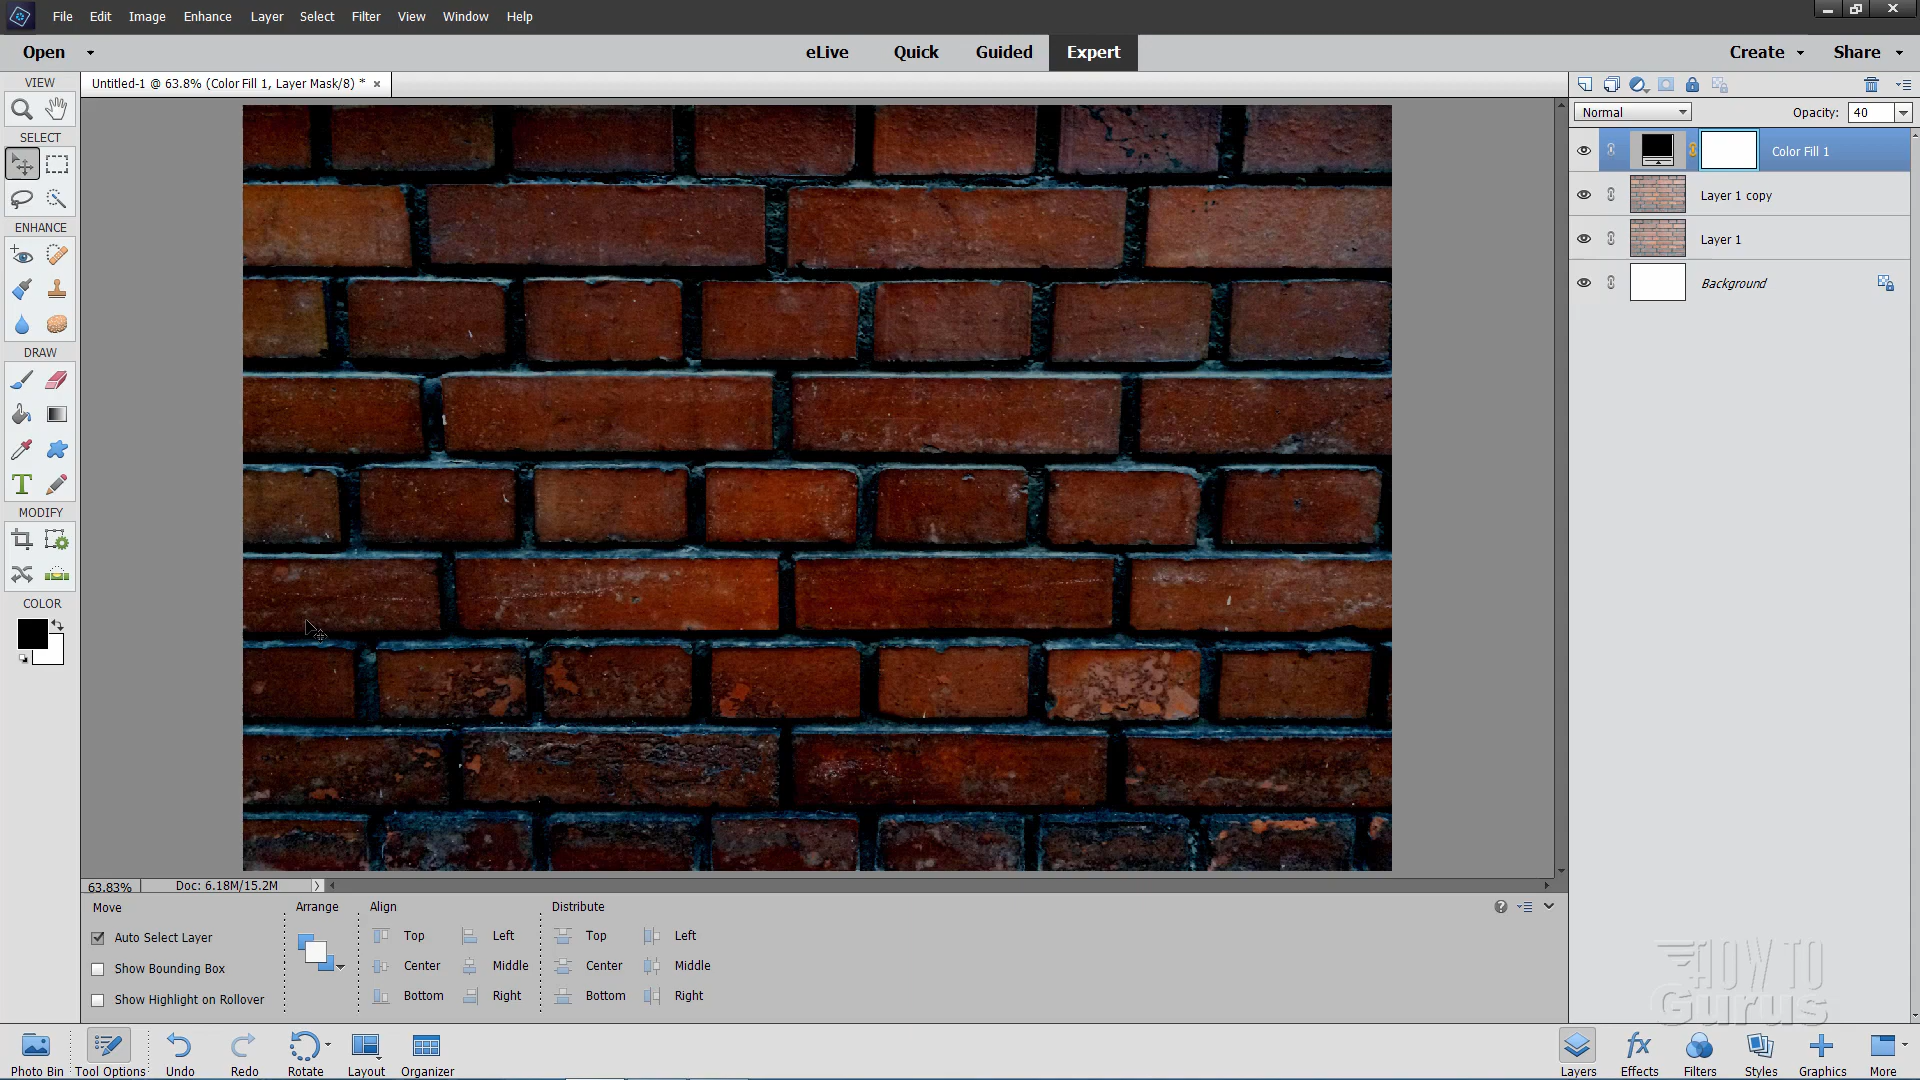 File Edit Image Enhance Layer Select Filter View Window Help
Open eLive Quick Guided Expert Create Share
VIEW
Untitled-1 @ 63.8% (Color Fill 1, Layer Mask/8) * ×
SELECT
ENHANCE
DRAW
T
MODIFY
COLOR
Normal Opacity: 40
Color Fill 1
Layer 1 copy
Layer 1
Background
63.83% Doc: 6.18M/15.2M
Move Arrange Align Distribute
Auto Select Layer Top Left Top Left
Show Bounding Box Center Middle Center Middle
Show Highlight on Rollover Bottom Right Bottom Right
HOW TO
Gurus
Photo Bin Tool Options Undo Redo Rotate Layout Organizer
fx
Layers Effects Filters Styles Graphics More